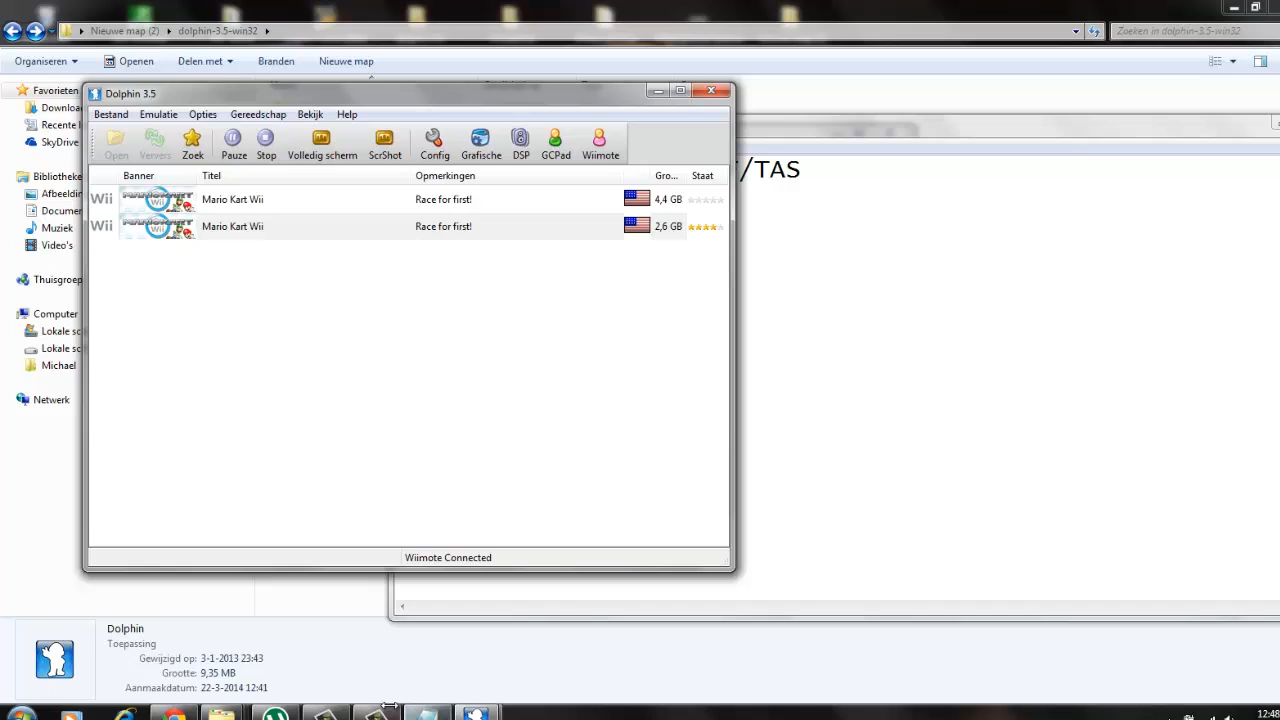 Nieuwe map (2) dolphin-3.5-win32
Zoeken in dolphin-3.5-win32
Organiseren Openen Delen met Branden Nieuwe map
Favorieten
Downloa
Recente l
SkyDrive
Bibliotheke
Afbeeldin
Documen
Muziek
Video's
Thuisgroep
Computer
Lokale sc
Lokale sc
Michael
Netwerk
Dolphin 3.5
Bestand Emulatie Opties Gereedschap Bekijk Help
Open Ververs Zoek Pauze Stop Volledig scherm ScrShot Config Grafische DSP GCPad Wiimote
Banner Titel Opmerkingen Gro... Staat
Wii Mario Kart Wii Race for first! 4,4 GB
Wii Mario Kart Wii Race for first! 2,6 GB
Wiimote Connected
/TAS
Dolphin
Toepassing
Gewijzigd op: 3-1-2013 23:43
Grootte: 9,35 MB
Aanmaakdatum: 22-3-2014 12:41
12:48